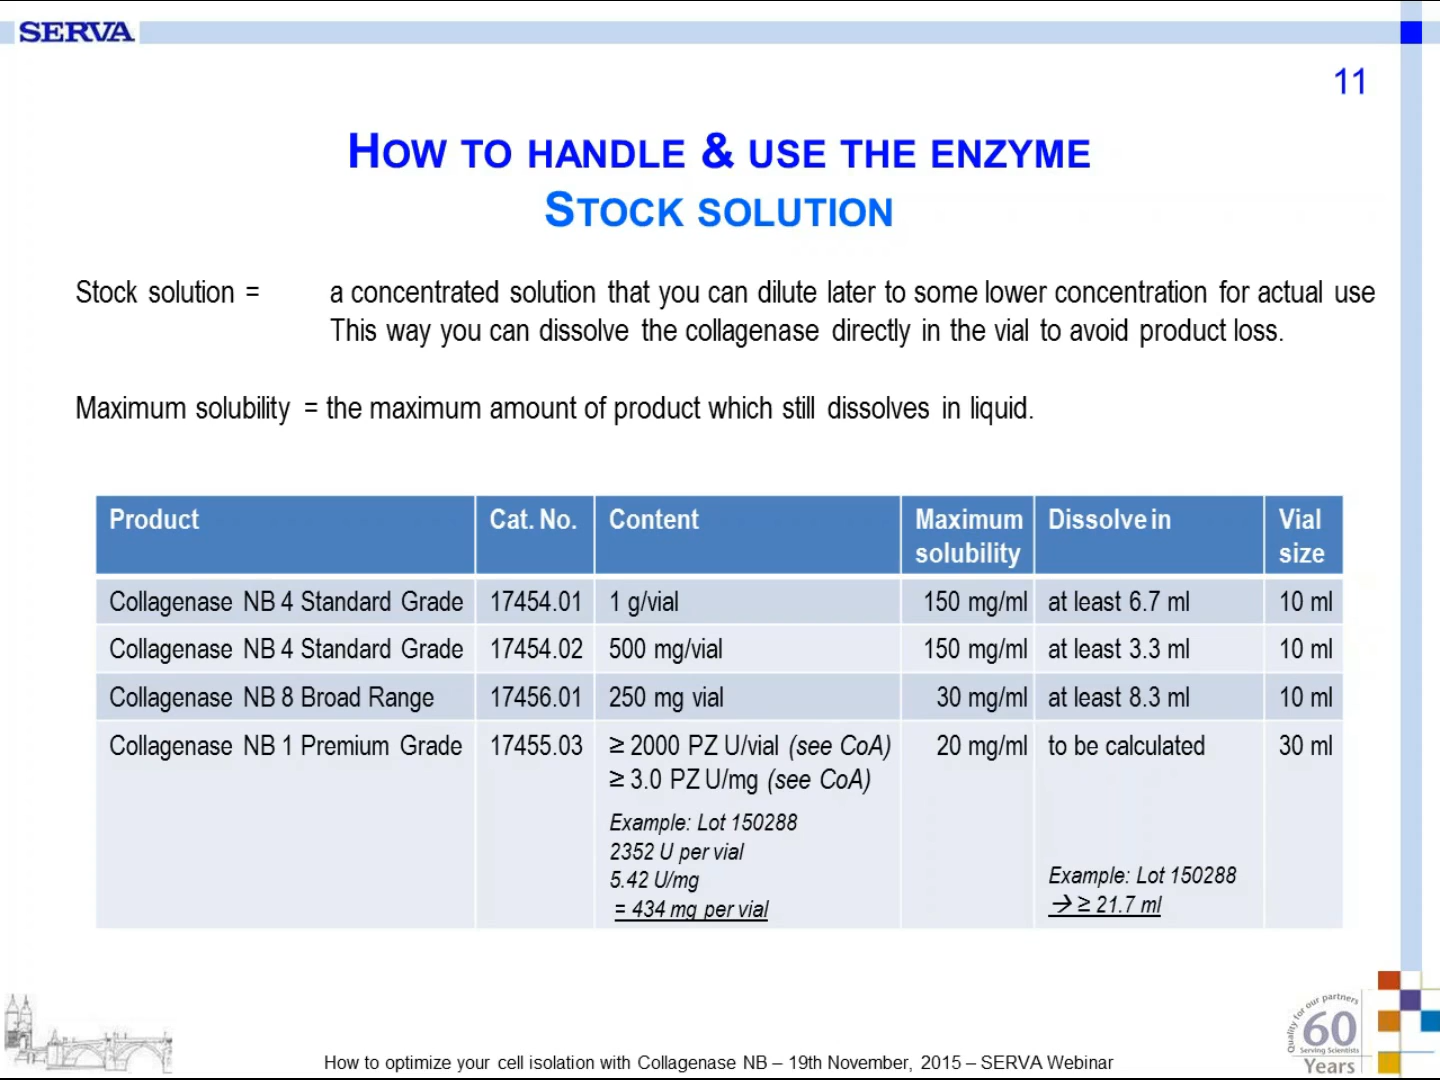 SERVA
11
HOW TO HANDLE & USE THE ENZYME
STOCK SOLUTION
Stock solution = a concentrated solution that you can dilute later to some lower concentration for actual use
This way you can dissolve the collagenase directly in the vial to avoid product loss.
Maximum solubility = the maximum amount of product which still dissolves in liquid.
Product Cat. No. Content Maximum solubility Dissolve in Vial size
Collagenase NB 4 Standard Grade 17454.01 1 g/vial 150 mg/ml at least 6.7 ml 10 ml
Collagenase NB 4 Standard Grade 17454.02 500 mg/vial 150 mg/ml at least 3.3 ml 10 ml
Collagenase NB 8 Broad Range 17456.01 250 mg vial 30 mg/ml at least 8.3 ml 10 ml
Collagenase NB 1 Premium Grade 17455.03 ≥ 2000 PZ U/vial (see CoA) 20 mg/ml to be calculated 30 ml
≥ 3.0 PZ U/mg (see CoA)
Example: Lot 150288
2352 U per vial
5.42 U/mg
= 434 mg per vial
Example: Lot 150288
→ ≥ 21.7 ml
Quality for our partners
60
Serving Scientists
Years
How to optimize your cell isolation with Collagenase NB – 19th November, 2015 – SERVA Webinar